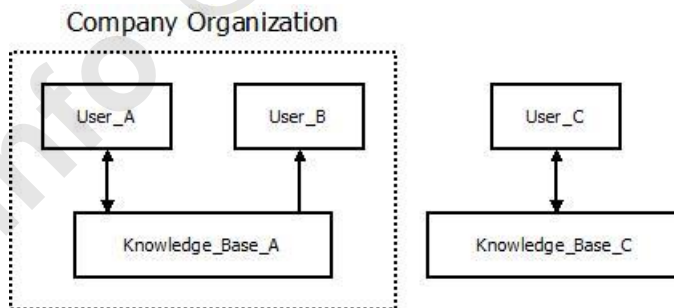 Company Organization
User_A
User_B
User_C
Knowledge_Base_A
Knowledge_Base_C